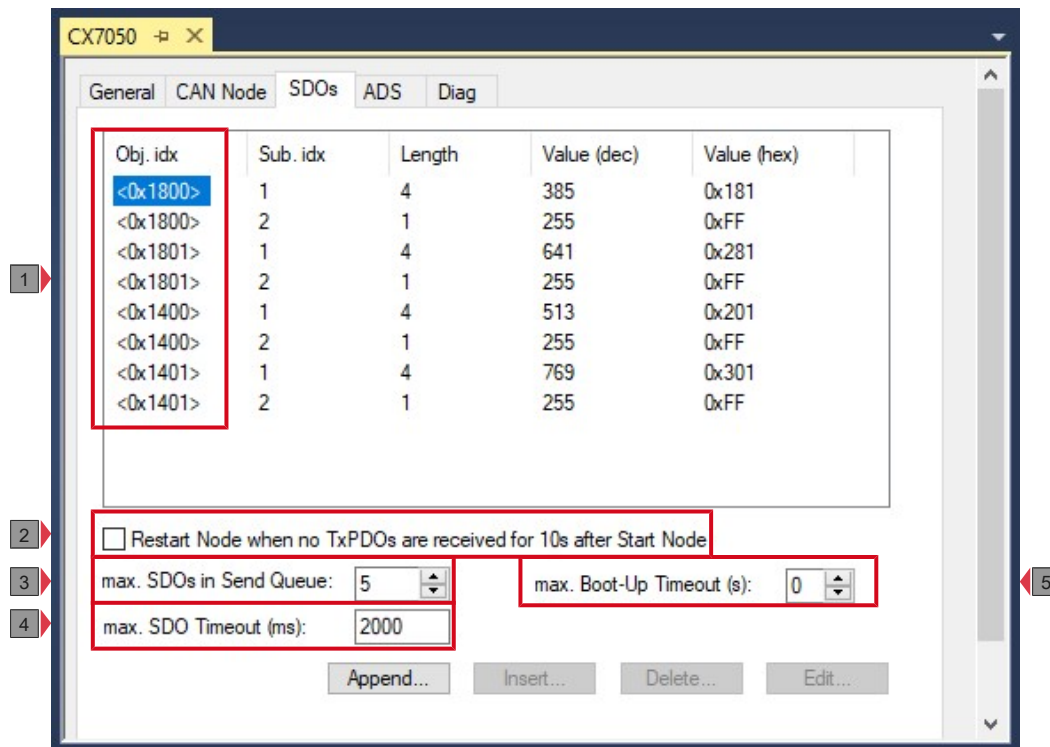 CX7050
General CAN Node SDOs ADS Diag
Obj. idx Sub. idx Length Value (dec) Value (hex)
<0x1800> 1 4 385 0x181
<0x1800> 2 1 255 0xFF
<0x1801> 1 4 641 0x281
<0x1801> 2 1 255 0xFF
<0x1400> 1 4 513 0x201
<0x1400> 2 1 255 0xFF
<0x1401> 1 4 769 0x301
<0x1401> 2 1 255 0xFF
1
2 Restart Node when no TxPDOs are received for 10s after Start Node
3 max. SDOs in Send Queue: 5 max. Boot-Up Timeout (s): 0 5
4 max. SDO Timeout (ms): 2000
Append... Insert... Delete... Edit...